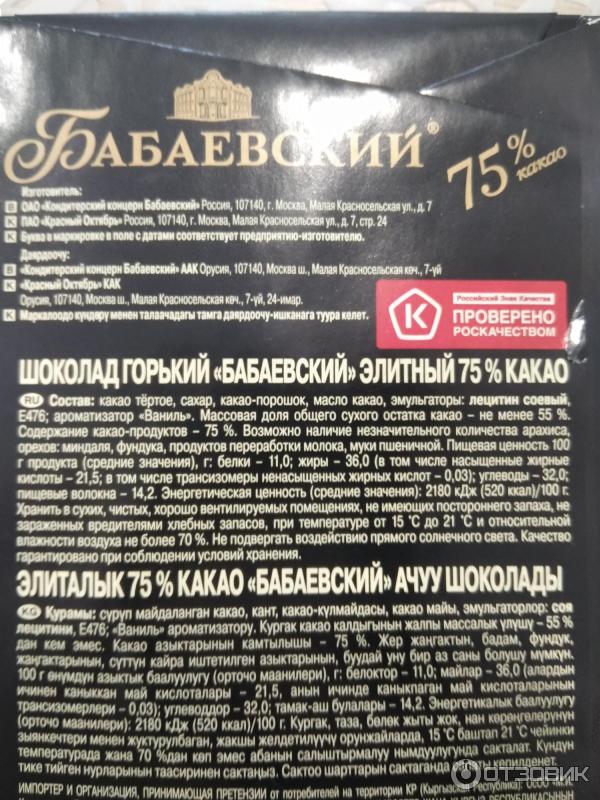 БАБАЕВСКИЙ®
75% какао
Изготовитель:
В ОАО «Кондитерский концерн Бабаевский» Россия, 107140, г. Москва, Малая Красносельская ул., д. 7
К ПАО «Красный Октябрь» Россия, 107140, г. Москва, Малая Красносельская ул., д. 7, стр. 24
К Буква в маркировке в поле с датами соответствует предприятию-изготовителю.
Даярдоочу:
В «Кондитерский концерн Бабаевский» ААК Орусия, 107140, Москва ш., Малая Красносельская көч., 7-үй
К «Красный Октябрь» КАК
Орусия, 107140, Москва ш., Малая Красносельская көч., 7-үй, 24-имар.
К Маркалоодо күндөрү менен талаачадагы тамга даярдоочу-ишканага туура келет.
Российский Знак Качества
ПРОВЕРЕНО
РОСКАЧЕСТВОМ
ШОКОЛАД ГОРЬКИЙ «БАБАЕВСКИЙ» ЭЛИТНЫЙ 75 % КАКАО
RU Состав: какао тёртое, сахар, какао-порошок, масло какао, эмульгаторы: лецитин соевый,
Е476; ароматизатор «Ваниль». Массовая доля общего сухого остатка какао – не менее 55 %.
Содержание какао-продуктов – 75 %. Возможно наличие незначительного количества арахиса,
орехов: миндаля, фундука, продуктов переработки молока, муки пшеничной. Пищевая ценность 100
г продукта (средние значения), г: белки – 11,0; жиры – 36,0 (в том числе насыщенные жирные
кислоты – 21,5; в том числе трансизомеры ненасыщенных жирных кислот – 0,03); углеводы – 32,0;
пищевые волокна – 14,2. Энергетическая ценность (средние значения): 2180 кДж (520 ккал)/100 г.
Хранить в сухих, чистых, хорошо вентилируемых помещениях, не имеющих постороннего запаха, не
зараженных вредителями хлебных запасов, при температуре от 15 °С до 21 °С и относительной
влажности воздуха не более 70 %. Не подвергать воздействию прямого солнечного света. Качество
гарантировано при соблюдении условий хранения.
ЭЛИТАЛЫК 75 % КАКАО «БАБАЕВСКИЙ» АЧУУ ШОКОЛАДЫ
KG Курамы: сүрүп майдаланган какао, кант, какао-күлмайдасы, какао майы, эмульгаторлор: соя
лецитини, Е476; «Ваниль» ароматизатору. Кургак какао калдыгынын жалпы массалык үлүшү – 55 %
дан кем эмес. Какао азыктарынын камтылышы – 75 %. Жер жаңгактын, бадам, фундук,
жаңгактарынын, сүттүн кайра иштетилген азыктарынын, буудай уну бир аз саны болушу мүмкүн.
100 г өнүмдүн азыктык баалуулугу (орточо маанилери), г: белоктор – 11,0; майлар – 36,0 (алардын
ичинен каныккан май кислоталары – 21,5, анын ичинде каныкпаган май кислоталарынын
трансизомерлери – 0,03); углеводдор – 32,0; тамак-аш булалары – 14,2. Энергетикалык баалуулугу
(орточо маанилери): 2180 кДж (520 ккал)/100 г. Кургак, таза, бөлөк жыты жок, нан көрөңгөлөрүнүн
зыянкечтери менен жуктурулбаган, жакшы желдетилүүчү орунжайларда, 15 °С баштап 21 °С чейинки
температурада жана 70 %дан көп эмес абанын салыштырмалуу нымдуулугунда сакталат. Күндүн
тике тийген нурларынын таасиринен сактаңыз. Сактоо шарттары сакталганда сапаты кепилденет.
ИМПОРТЕР И ОРГАНИЗАЦИЯ, ПРИНИМАЮЩАЯ ПРЕТЕНЗИИ от потребителей на территории КР (Кыргызская Республика):
ОТЗОВИК